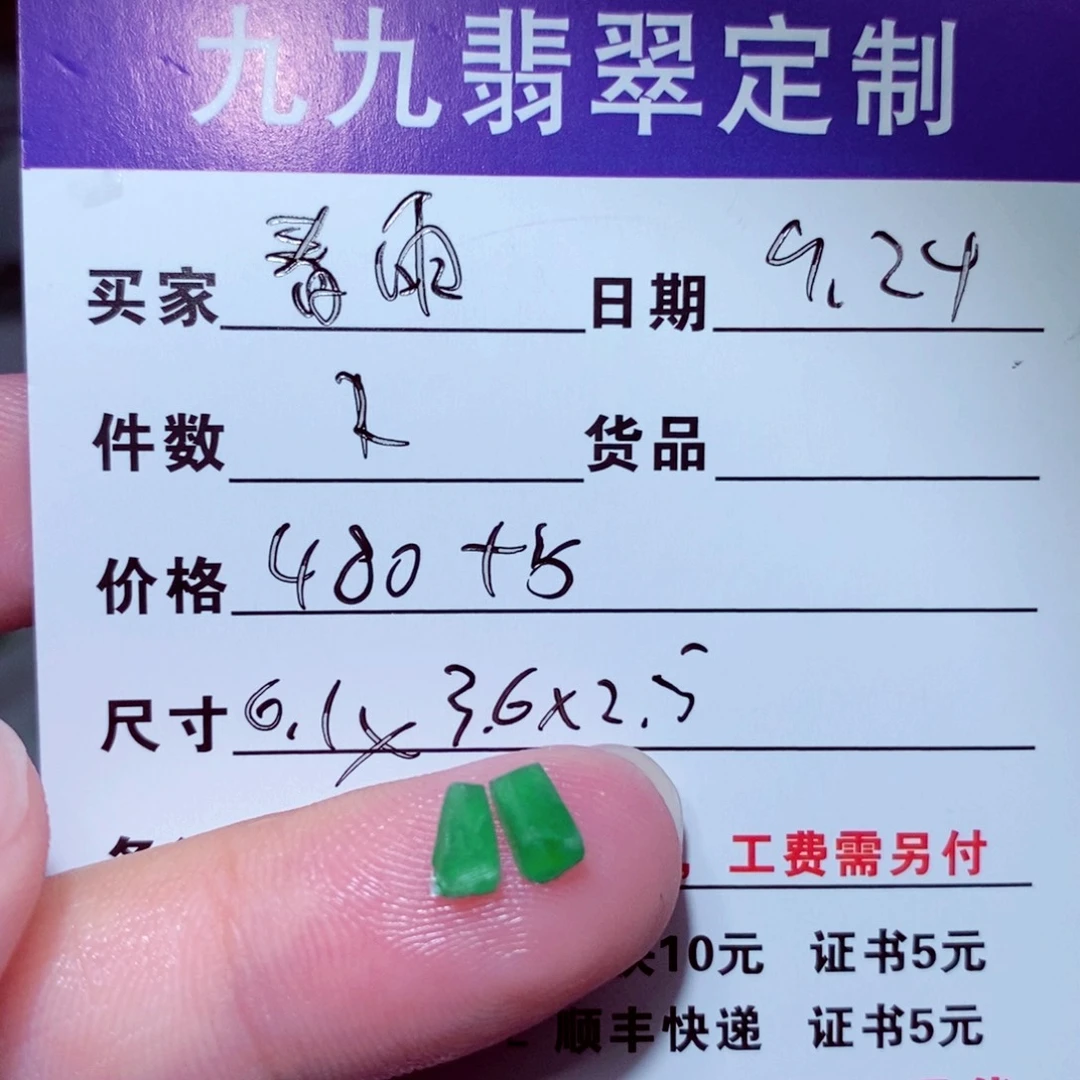 九九翡翠定制
买家 春雨 日期 9.24
件数 2 货品
价格 480+5
尺寸 6.1x3.6x2.5
工费需另付
10元 证书5元
顺丰快递 证书5元